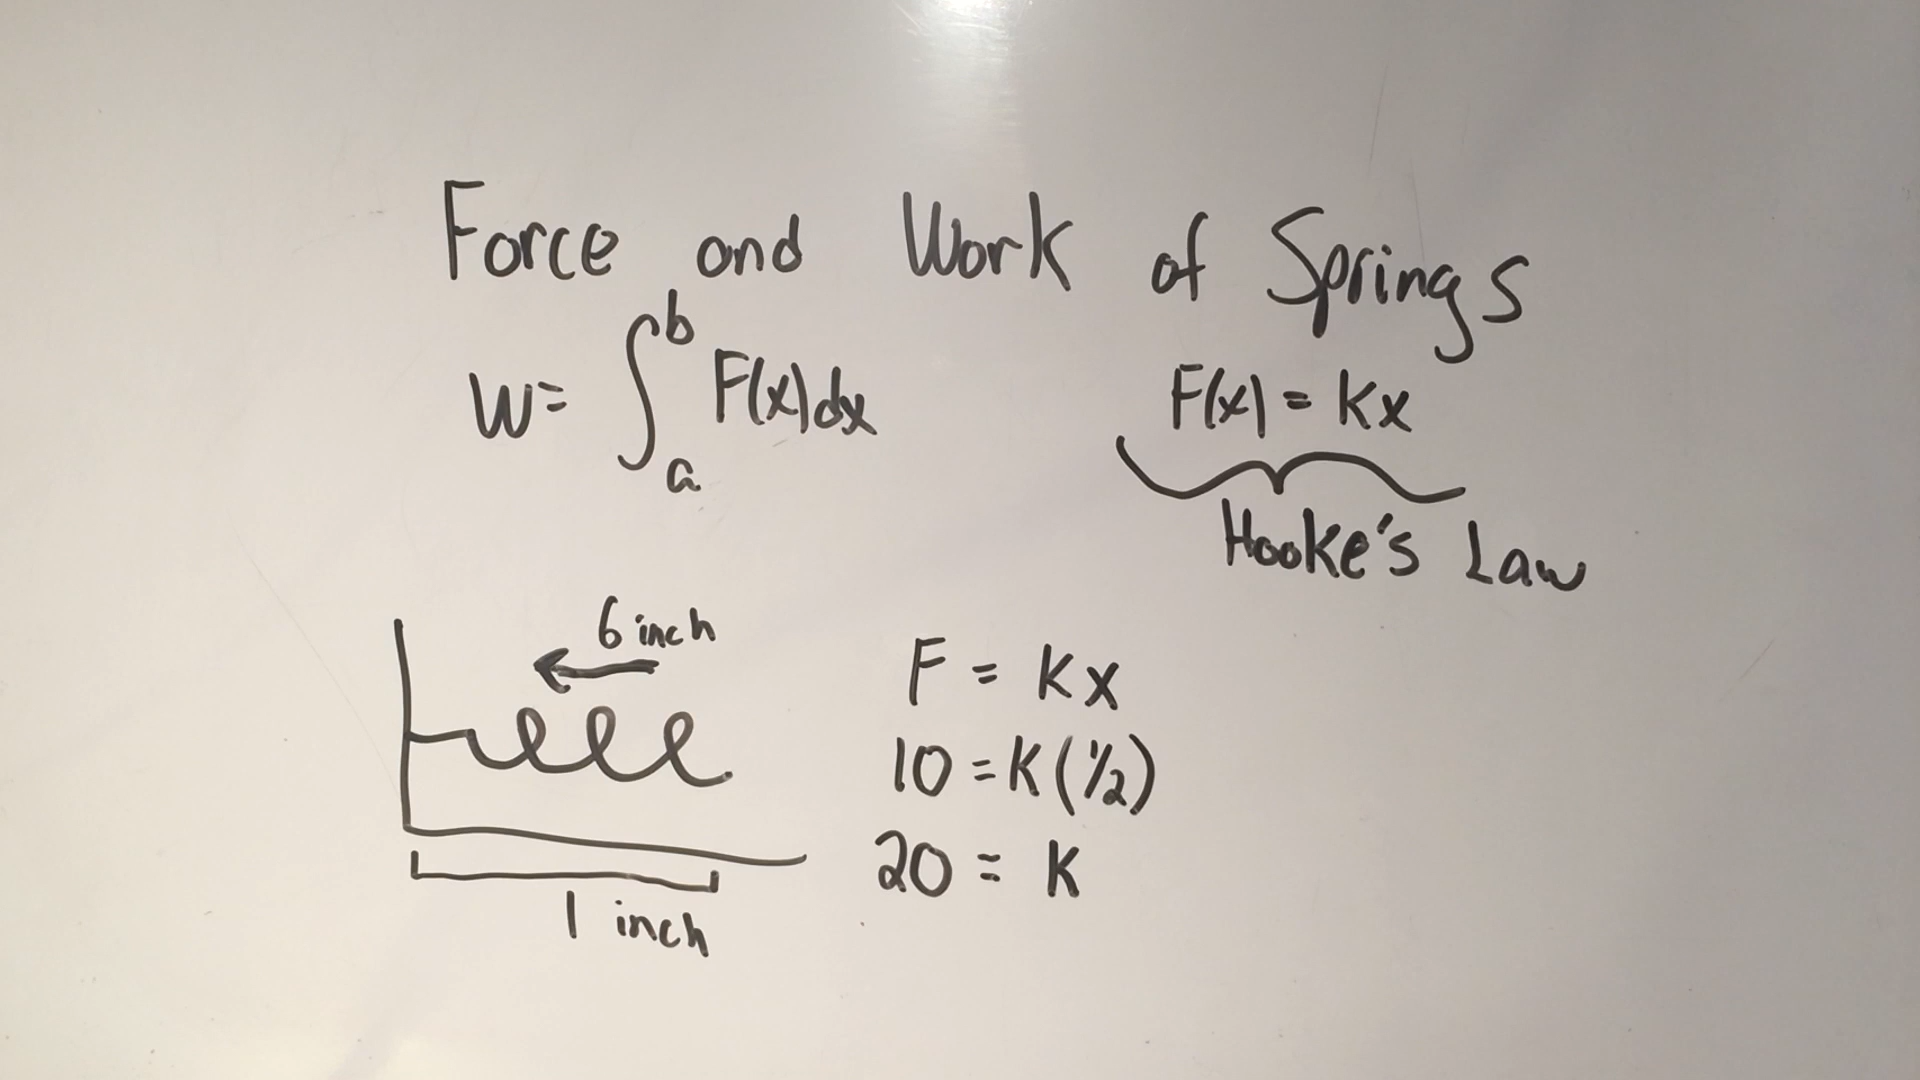 Force and Work of Springs
W= ∫_a^b F(x)dx
F(x) = Kx
Hooke's Law
6 inch
1 inch
F = Kx
10 = K(1/2)
20 = K